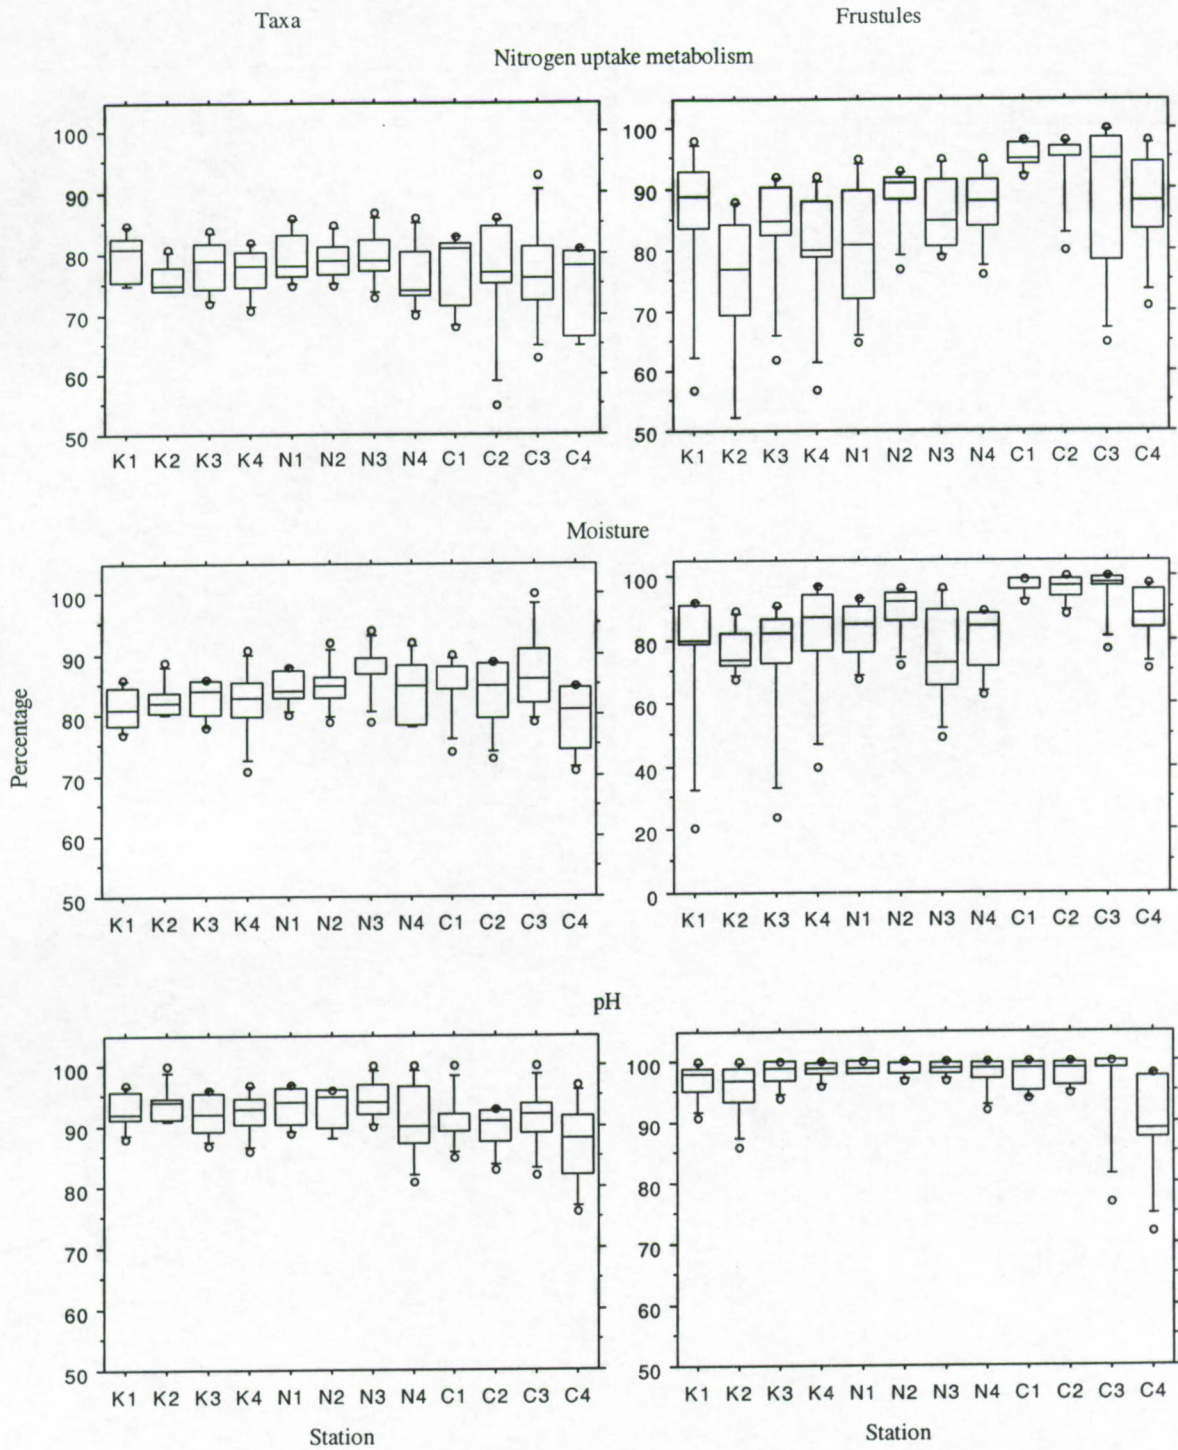 Taxa Frustules
Nitrogen uptake metabolism
100 100
90 90
80 80
70 70
60 60
50 50
K1 K2 K3 K4 N1 N2 N3 N4 C1 C2 C3 C4 K1 K2 K3 K4 N1 N2 N3 N4 C1 C2 C3 C4
Moisture
Percentage
100 100
90 80
80 60
70 40
60 20
50 0
K1 K2 K3 K4 N1 N2 N3 N4 C1 C2 C3 C4 K1 K2 K3 K4 N1 N2 N3 N4 C1 C2 C3 C4
pH
100 100
90 90
80 80
70 70
60 60
50 50
K1 K2 K3 K4 N1 N2 N3 N4 C1 C2 C3 C4 K1 K2 K3 K4 N1 N2 N3 N4 C1 C2 C3 C4
Station Station